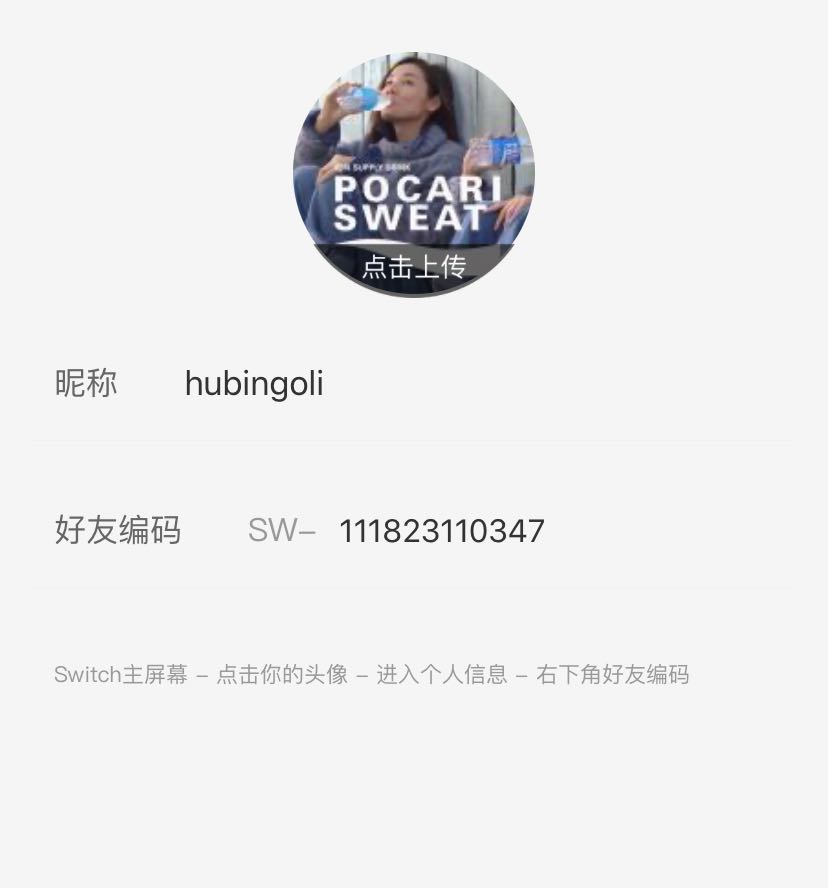 ION SUPPLY DRINK
POCARI
SWEAT
点击上传
昵称 hubingoli
好友编码 SW- 111823110347
Switch主屏幕 - 点击你的头像 - 进入个人信息 - 右下角好友编码